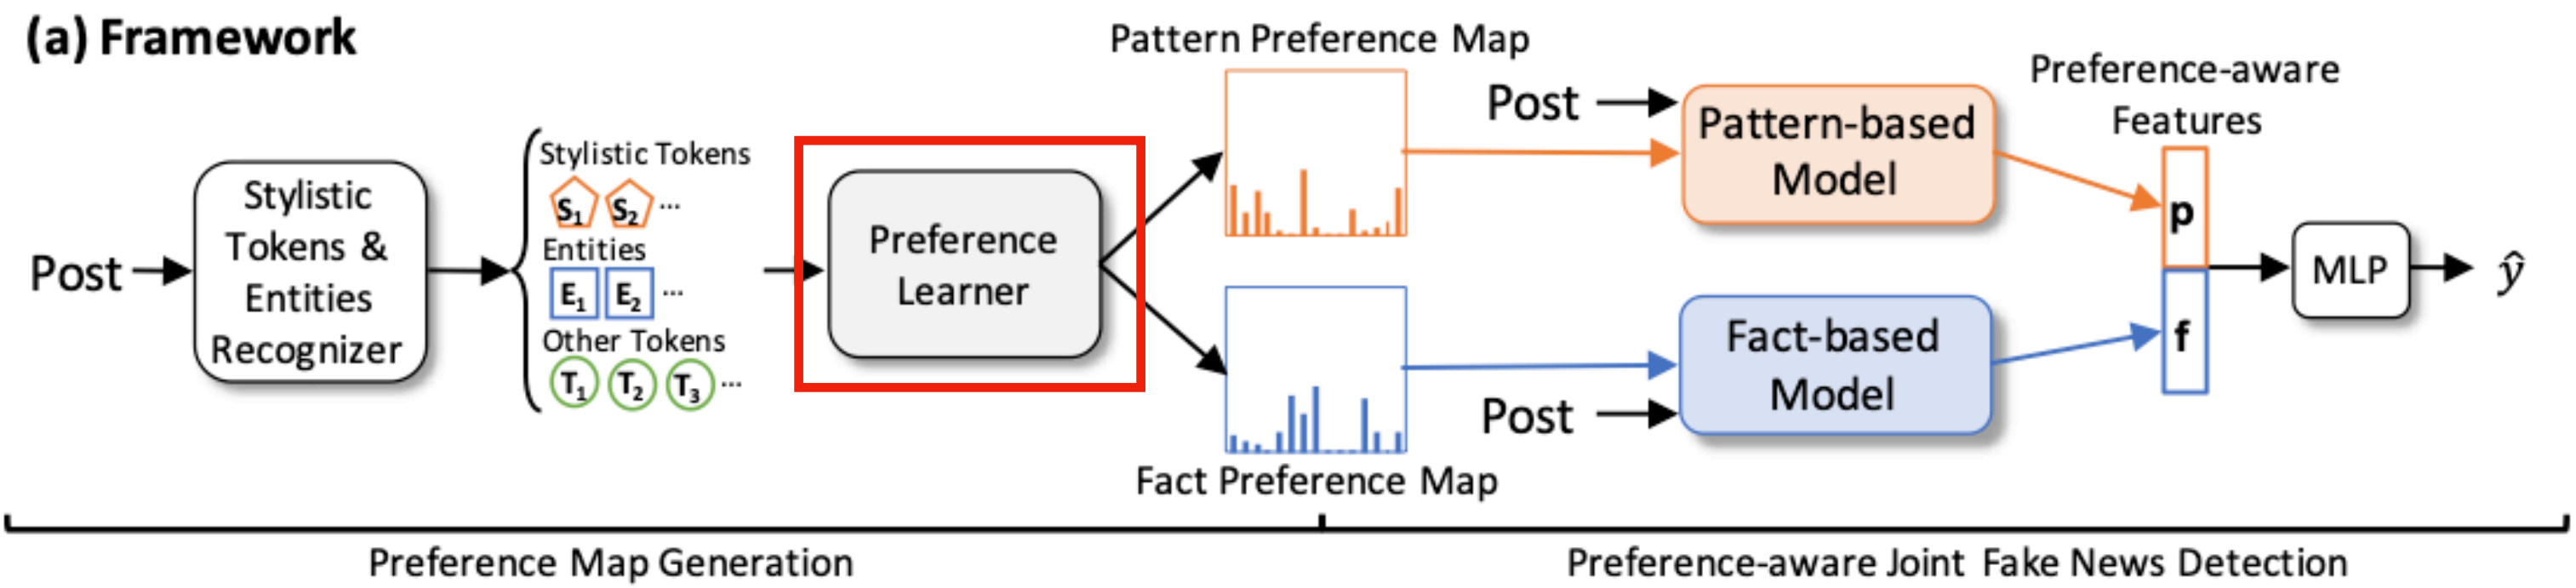 (a) Framework
Post
Stylistic
Tokens &
Entities
Recognizer
Stylistic Tokens
S1 S2 ...
Entities
E1 E2 ...
Other Tokens
T1 T2 T3 ...
Preference
Learner
Pattern Preference Map
Fact Preference Map
Post
Pattern-based
Model
Fact-based
Model
Post
Preference-aware
Features
p
f
MLP
ŷ
Preference Map Generation
Preference-aware Joint Fake News Detection